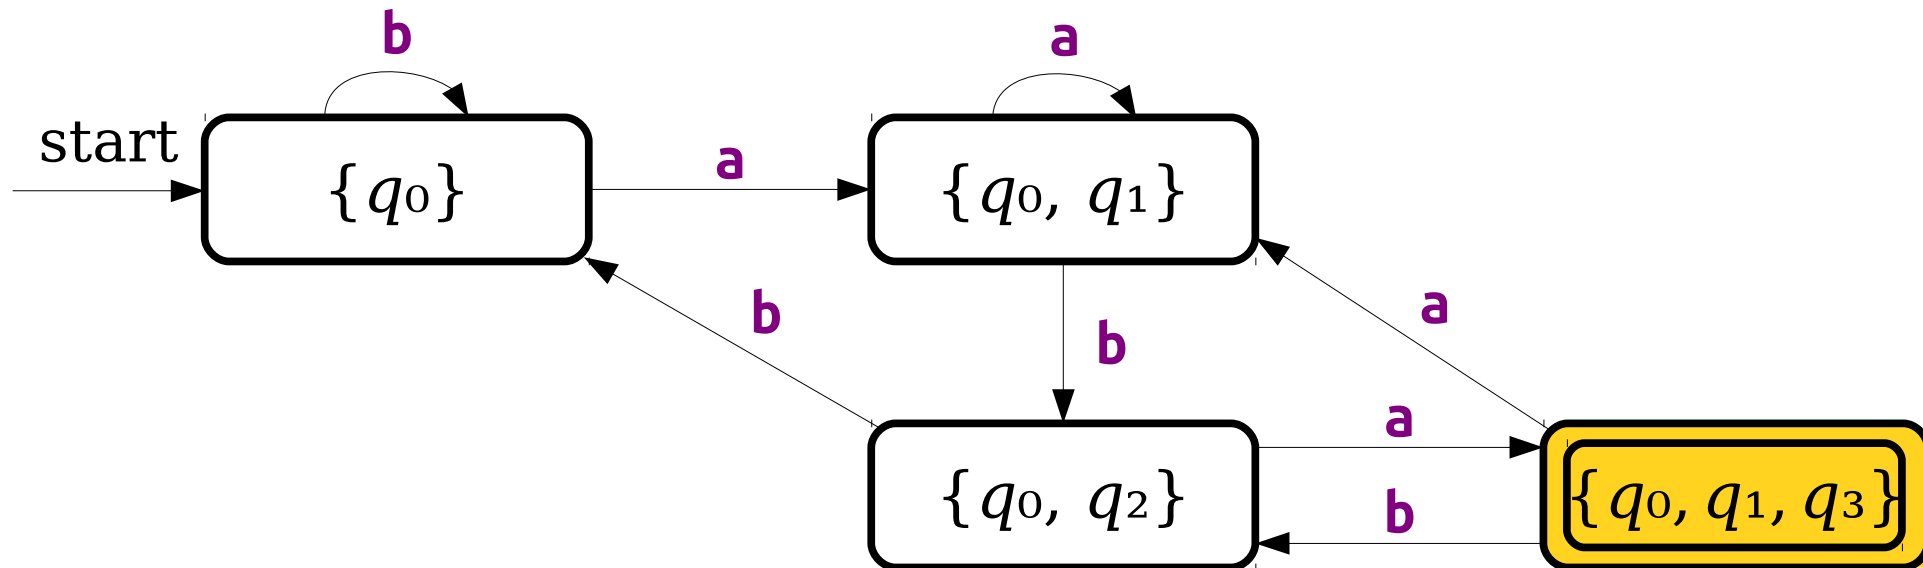 b
a
start
{q₀}
a
{q₀, q₁}
b
b
a
a
{q₀, q₂}
b
{q₀, q₁, q₃}